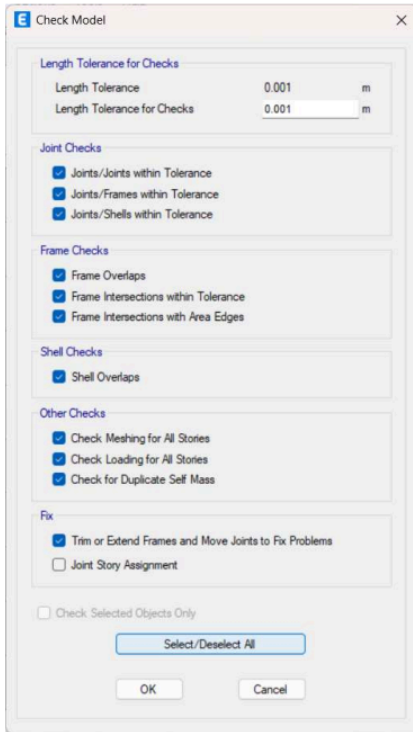 E Check Model
Length Tolerance for Checks
Length Tolerance 0.001 m
Length Tolerance for Checks 0.001 m
Joint Checks
Joints/Joints within Tolerance
Joints/Frames within Tolerance
Joints/Shells within Tolerance
Frame Checks
Frame Overlaps
Frame Intersections within Tolerance
Frame Intersections with Area Edges
Shell Checks
Shell Overlaps
Other Checks
Check Meshing for All Stories
Check Loading for All Stories
Check for Duplicate Self Mass
Fix
Trim or Extend Frames and Move Joints to Fix Problems
Joint Story Assignment
Check Selected Objects Only
Select/Deselect All
OK Cancel